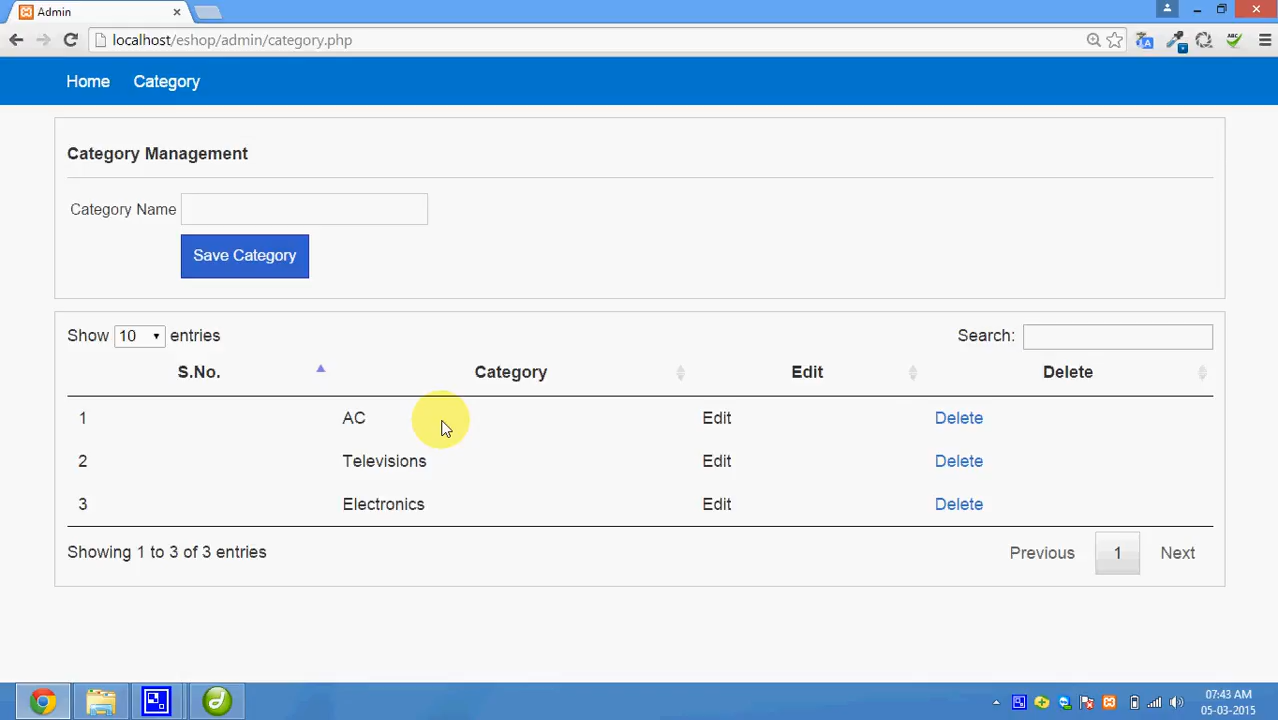 Admin
localhost/eshop/admin/category.php
Home Category
Category Management
Category Name
Save Category
Show 10 entries Search:
S.No. Category Edit Delete
1 AC Edit Delete
2 Televisions Edit Delete
3 Electronics Edit Delete
Showing 1 to 3 of 3 entries Previous 1 Next
07:43 AM
05-03-2015